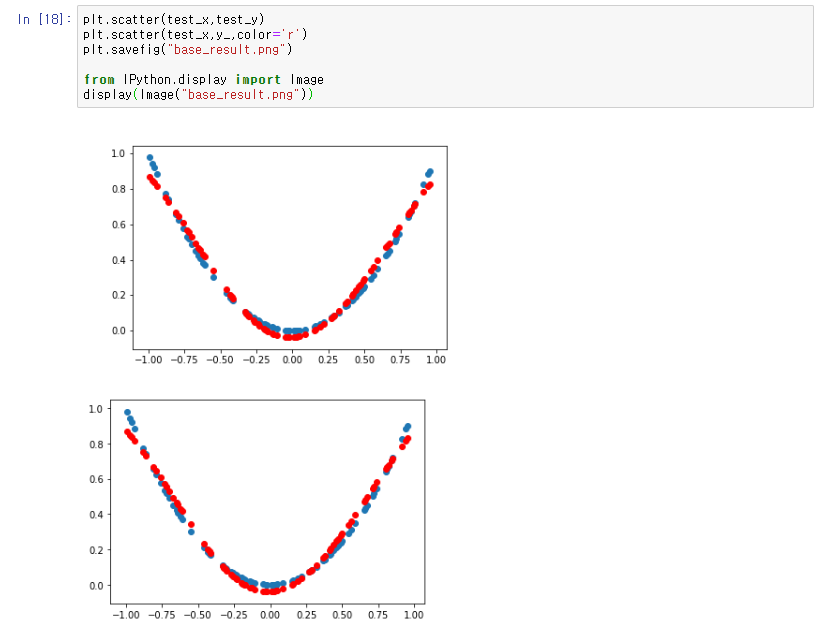 In [18]: plt.scatter(test_x,test_y)
plt.scatter(test_x,y_,color='r')
plt.savefig("base_result.png")
from IPython.display import Image
display(Image("base_result.png"))
1.0
0.8
0.6
0.4
0.2
0.0
−1.00 −0.75 −0.50 −0.25 0.00 0.25 0.50 0.75 1.00
1.0
0.8
0.6
0.4
0.2
0.0
−1.00 −0.75 −0.50 −0.25 0.00 0.25 0.50 0.75 1.00